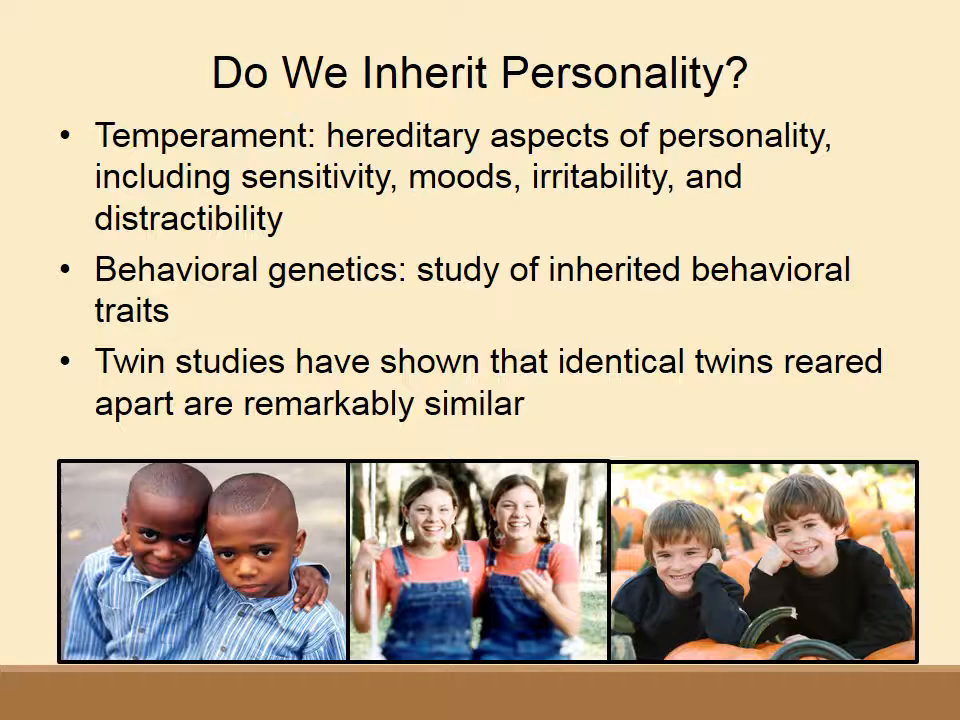 Do We Inherit Personality?
• Temperament: hereditary aspects of personality,
including sensitivity, moods, irritability, and
distractibility
• Behavioral genetics: study of inherited behavioral
traits
• Twin studies have shown that identical twins reared
apart are remarkably similar